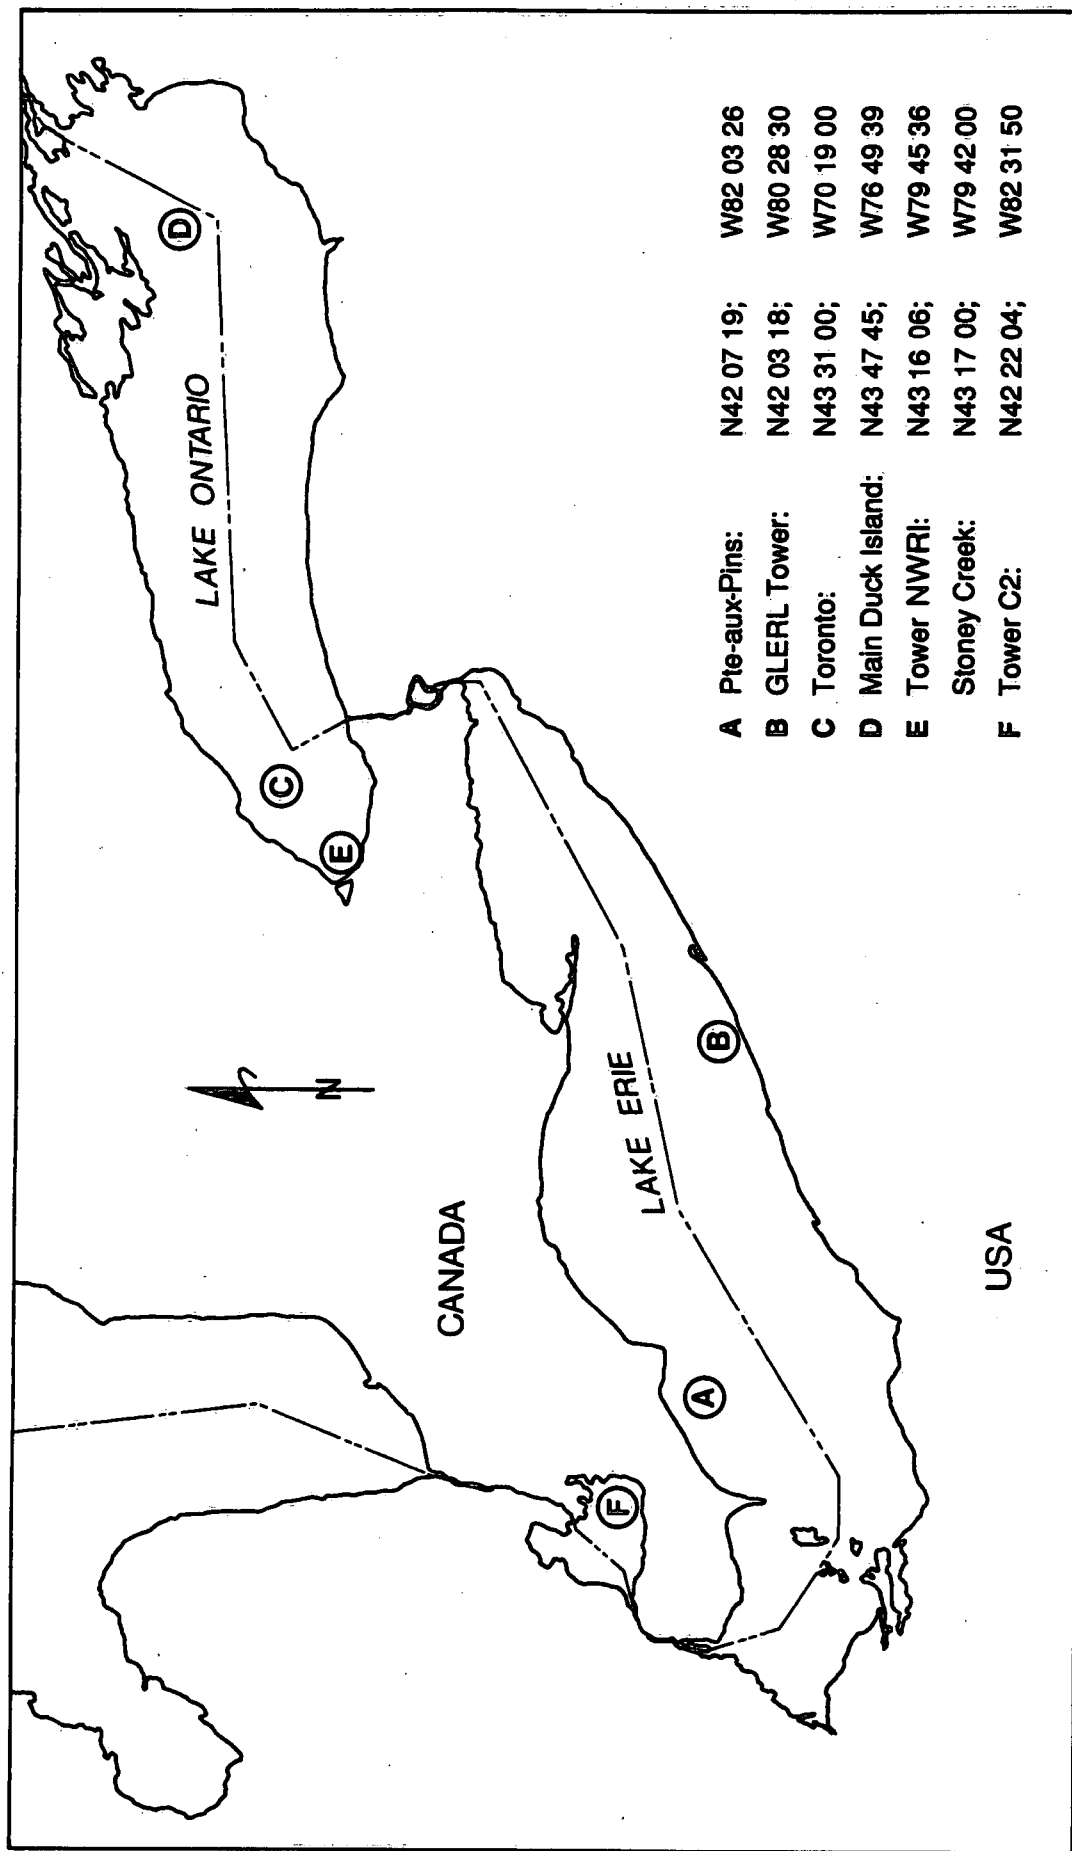 LAKE ONTARIO
D
C
E
N
CANADA
LAKE ERIE
F
A
B
USA
A Pte-aux-Pins: N42 07 19; W82 03 26
B GLERL Tower: N42 03 18; W80 28 30
C Toronto: N43 31 00; W70 19 00
D Main Duck Island: N43 47 45; W76 49 39
E Tower NWRI: N43 16 06; W79 45 36
Stoney Creek: N43 17 00; W79 42 00
F Tower C2: N42 22 04; W82 31 50